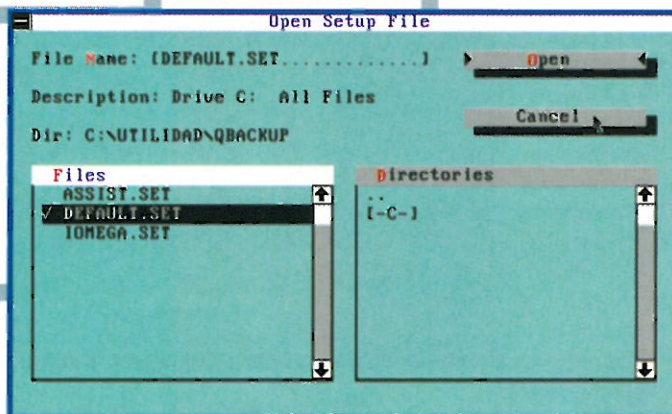 Open Setup File
File Name: [DEFAULT.SET.............]
Open
Description: Drive C: All Files
Cancel
Dir: C:\UTILIDAD\QBACKUP
Files
ASSIST.SET
√ DEFAULT.SET
IOMEGA.SET
Directories
..
[-C-]